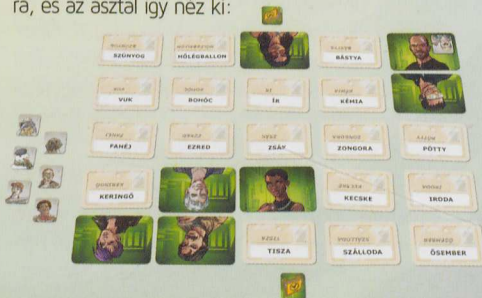 ra, és az asztal így néz ki:
SZÚNYOG
HŐLÉGBALLON
BÁSTYA
VUK
BOHÓC
ÍR
KÉMIA
FAHÉJ
EZRED
ZSÁK
ZONGORA
PÖTTY
KERINGŐ
KECSKE
IRODA
TISZA
SZÁLLODA
ŐSEMBER